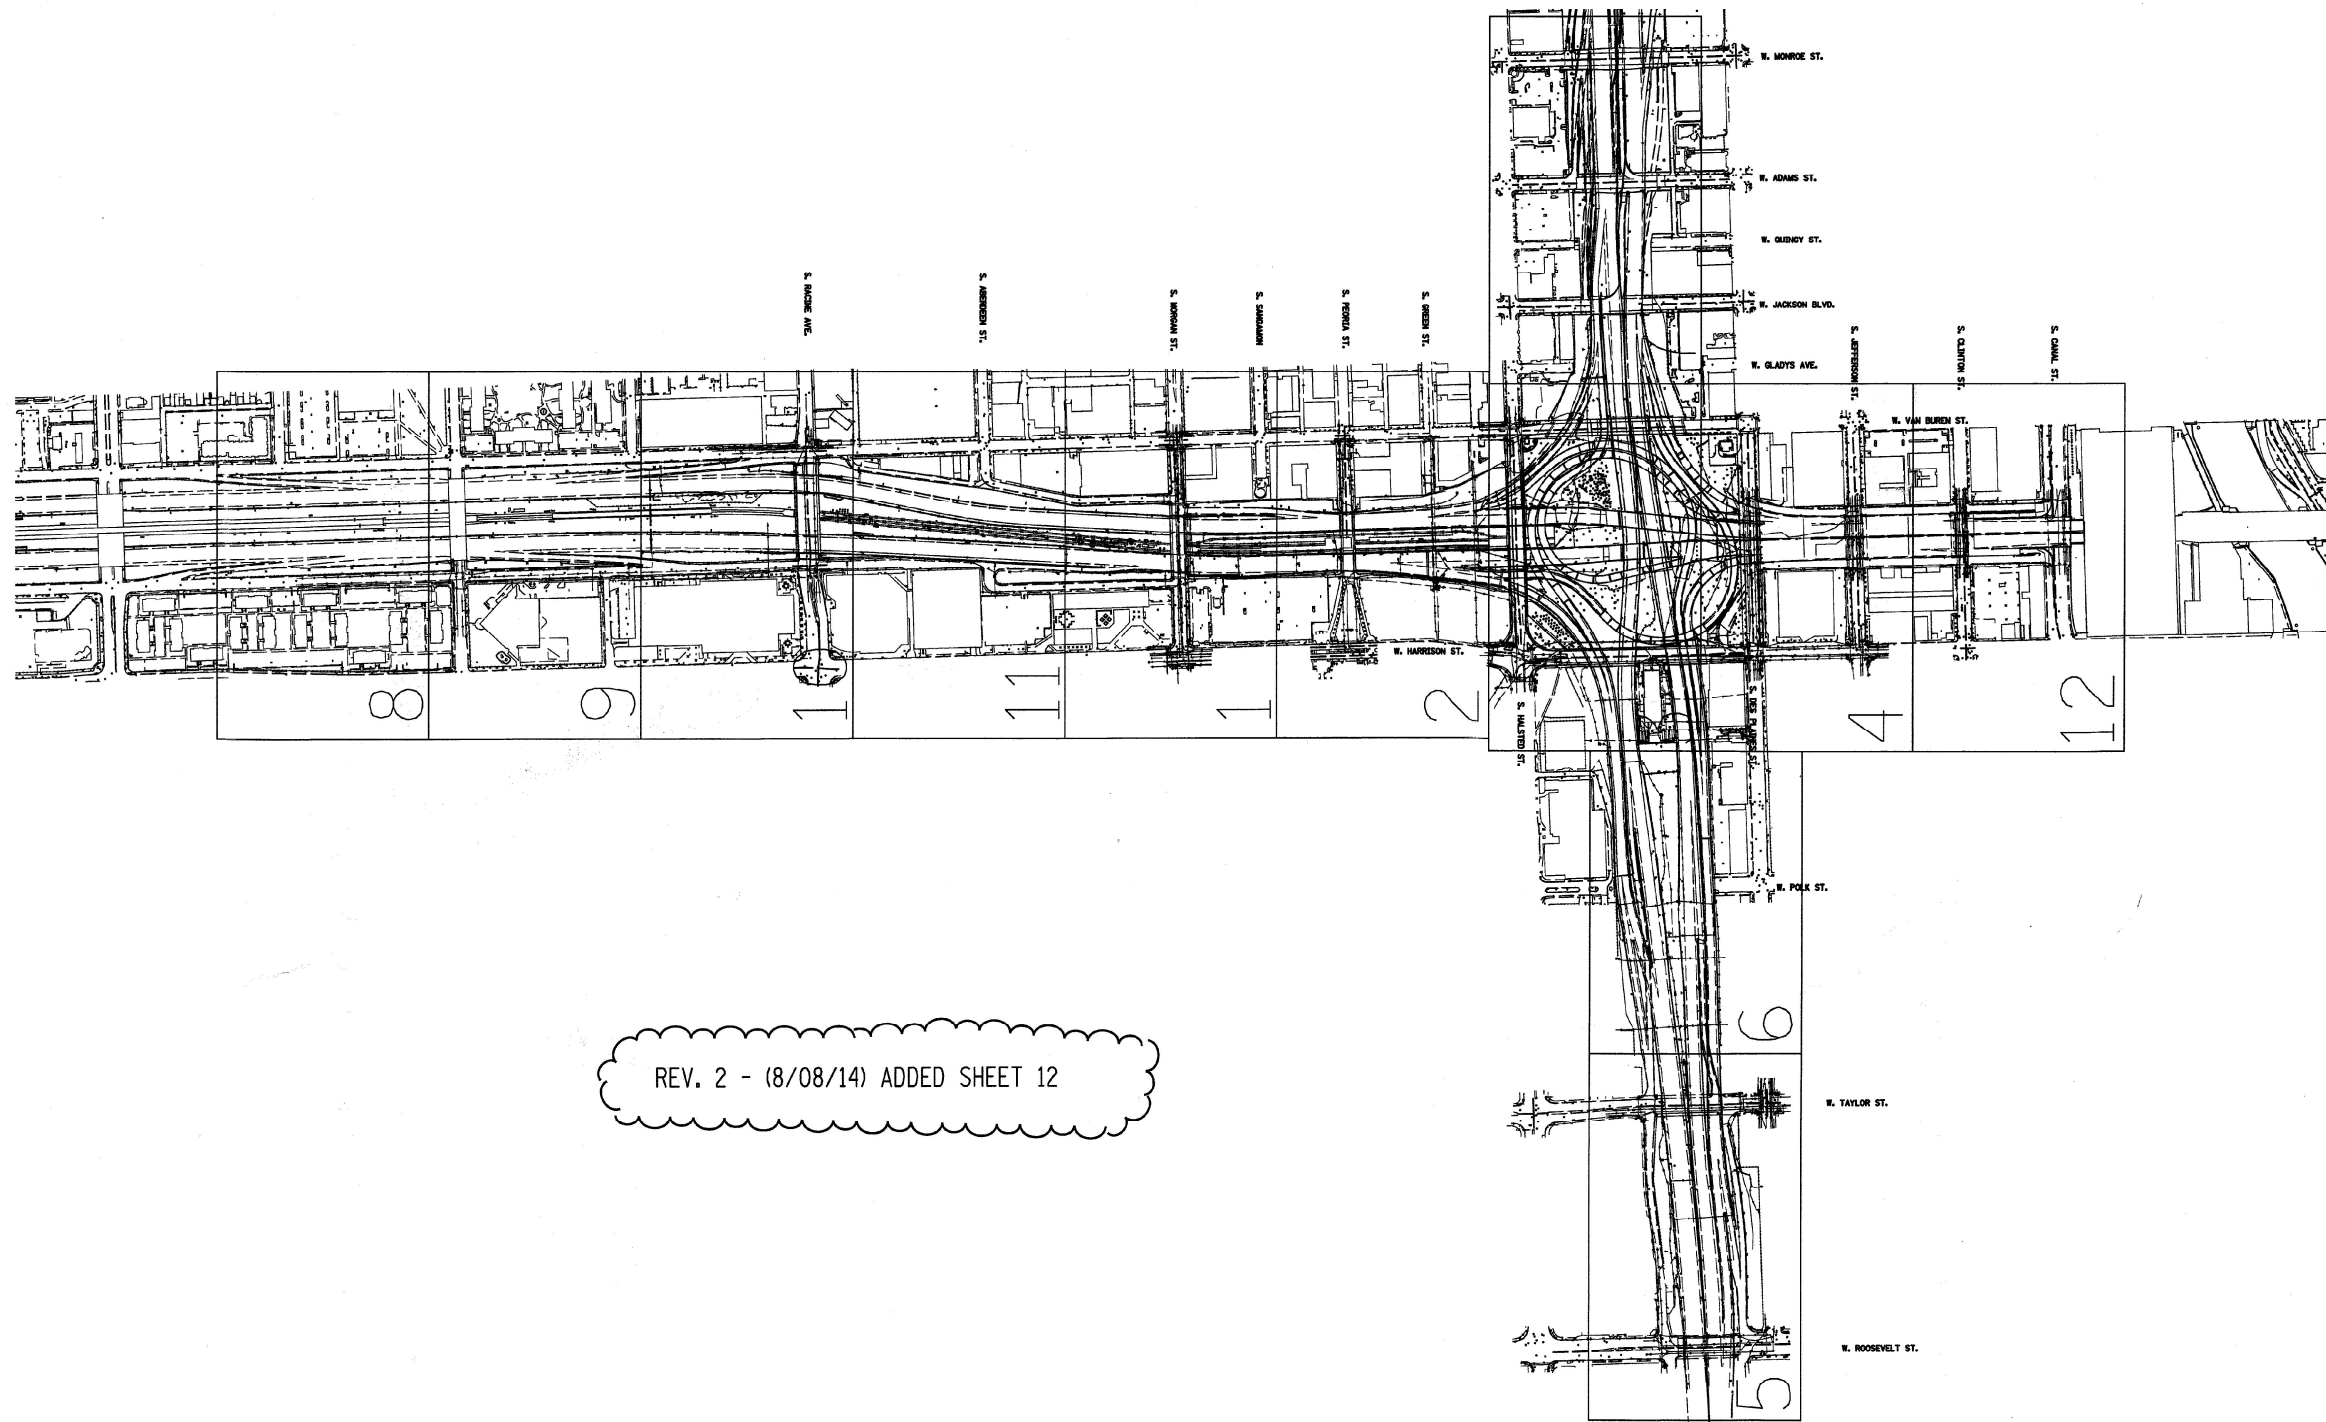 W. MONROE ST.
W. ADAMS ST.
W. QUINCY ST.
W. JACKSON BLVD.
W. GLADYS AVE.
S. RACINE AVE.
S. ABERDEEN ST.
S. MORGAN ST.
S. SANGAMON
S. PEORIA ST.
S. GREEN ST.
S. JEFFERSON ST.
S. CLINTON ST.
S. CANAL ST.
W. VAN BUREN ST.
W. HARRISON ST.
8
9
1
11
1
2
S. HALSTED ST.
S. DES PLAINES ST.
4
12
W. POLK ST.
6
REV. 2 - (8/08/14) ADDED SHEET 12
W. TAYLOR ST.
W. ROOSEVELT ST.
5